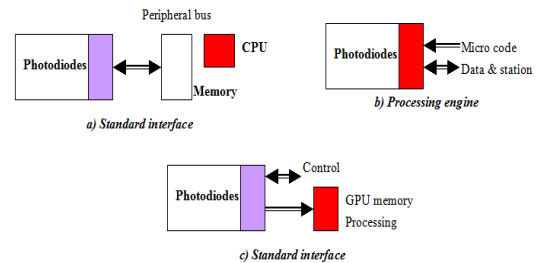 Peripheral bus
Photodiodes
CPU
Memory
a) Standard interface
Photodiodes
Micro code
Data & station
b) Processing engine
Photodiodes
Control
GPU memory
Processing
c) Standard interface